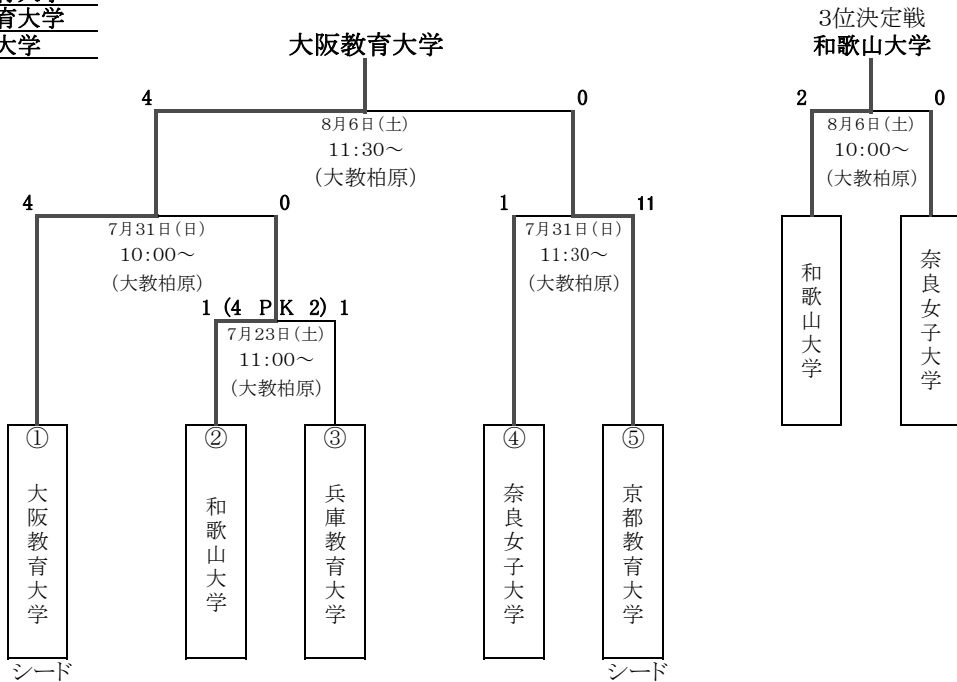 育大学
大学
大阪教育大学
3位決定戦
和歌山大学
4
0
8月6日(土)
11:30～
(大教柏原)
2
0
8月6日(土)
10:00～
(大教柏原)
4
0
7月31日(日)
10:00～
(大教柏原)
1
11
7月31日(日)
11:30～
(大教柏原)
和歌山大学
奈良女子大学
1 (4 PK 2) 1
7月23日(土)
11:00～
(大教柏原)
①
②
③
④
⑤
大阪教育大学
和歌山大学
兵庫教育大学
奈良女子大学
京都教育大学
シード
シード